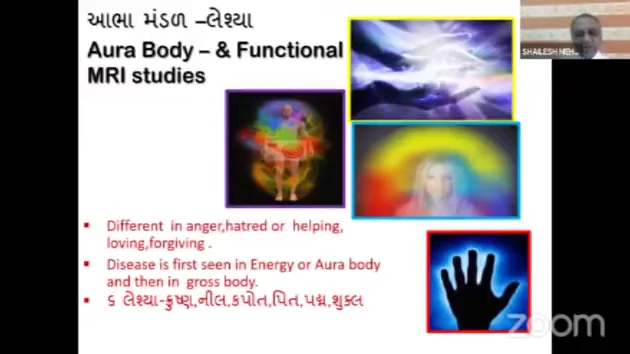 આભા મંડળ –લેશ્યા
Aura Body – & Functional
MRI studies
SHAILESH MEH
Different in anger,hatred or helping,
loving,forgiving .
Disease is first seen in Energy or Aura body
and then in gross body.
૬ લેશ્યા-કૃષ્ણ,નીલ,કપોત,પિત,પદ્મ,શુક્લ
zoom